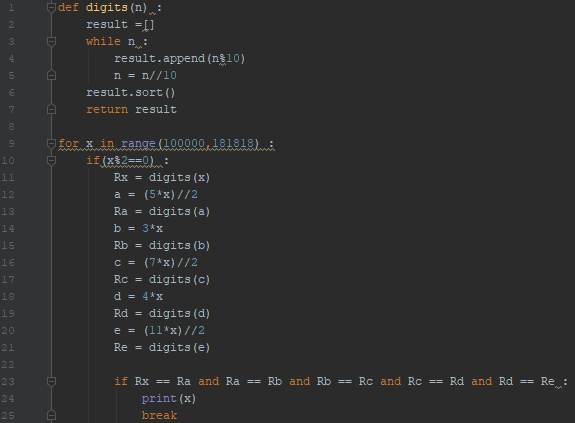 1 def digits(n) :
2     result =[]
3     while n :
4         result.append(n%10)
5         n = n//10
6     result.sort()
7     return result
8
9 for x in range(100000,181818) :
10     if(x%2==0) :
11         Rx = digits(x)
12         a = (5*x)//2
13         Ra = digits(a)
14         b = 3*x
15         Rb = digits(b)
16         c = (7*x)//2
17         Rc = digits(c)
18         d = 4*x
19         Rd = digits(d)
20         e = (11*x)//2
21         Re = digits(e)
22
23         if Rx == Ra and Ra == Rb and Rb == Rc and Rc == Rd and Rd == Re :
24             print(x)
25             break